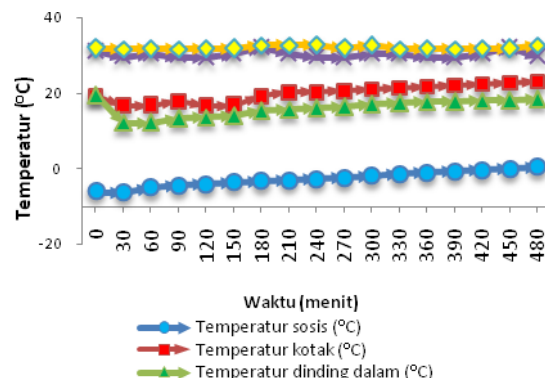 Temperatur (°C)
40
20
0
-20
0 30 60 90 120 150 180 210 240 270 300 330 360 390 420 450 480
Waktu (menit)
Temperatur sosis (°C)
Temperatur kotak (°C)
Temperatur dinding dalam (°C)